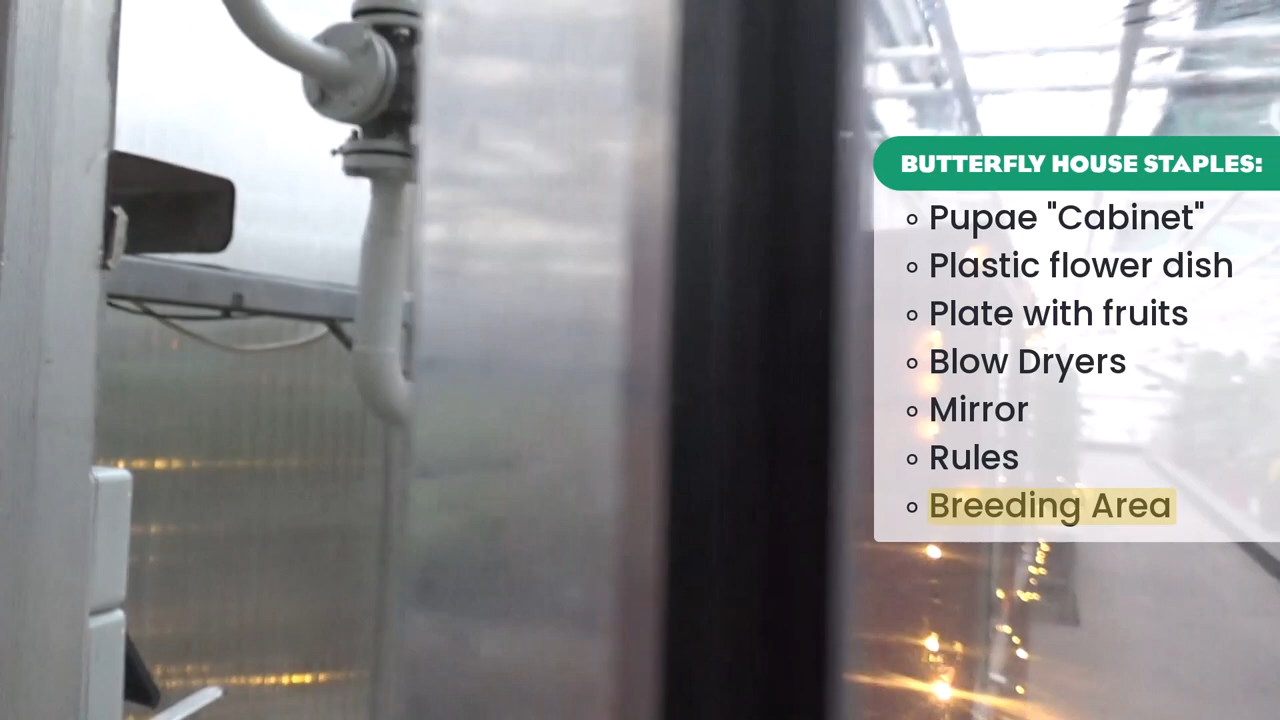 BUTTERFLY HOUSE STAPLES:
Pupae "Cabinet"
Plastic flower dish
Plate with fruits
Blow Dryers
Mirror
Rules
Breeding Area